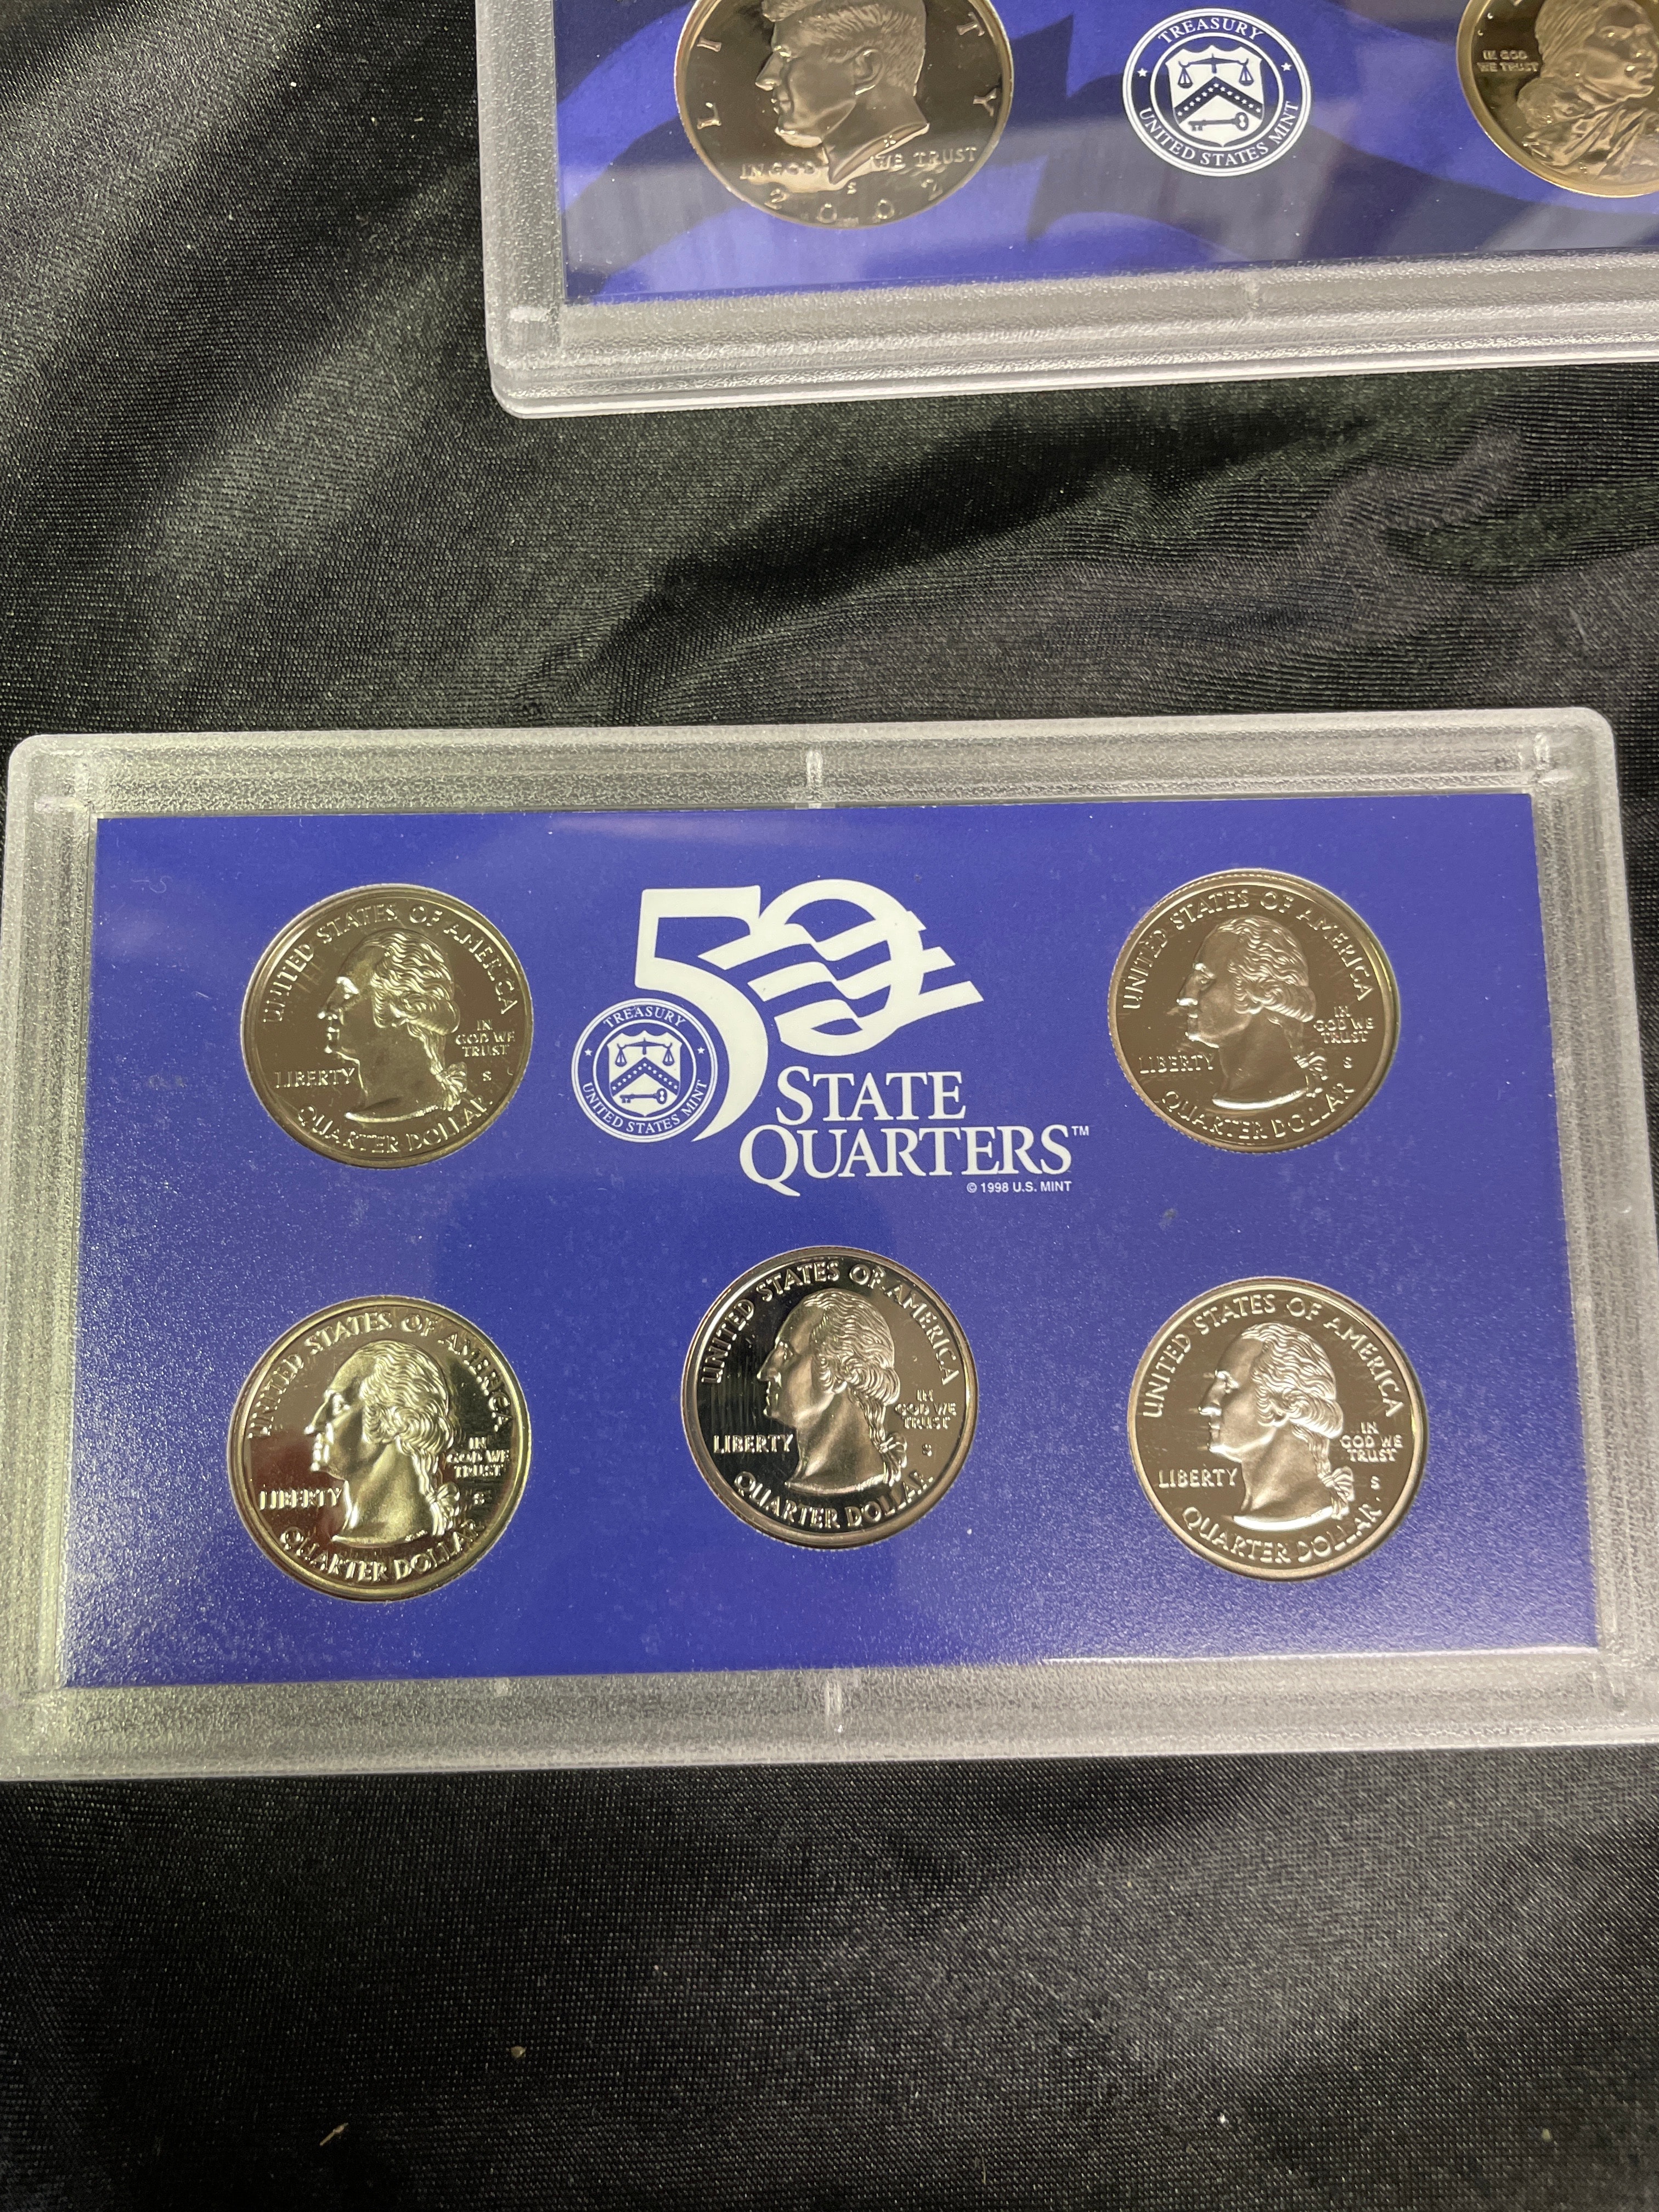 LIBERTY
IN GOD WE TRUST
S
2002
TREASURY
UNITED STATES MINT
IN GOD
WE TRUST
UNITED STATES OF AMERICA
IN
GOD WE
TRUST
LIBERTY
S
QUARTER DOLLAR
50
TREASURY
UNITED STATES MINT
STATE
QUARTERS™
© 1998 U.S. MINT
UNITED STATES OF AMERICA
IN
GOD WE
TRUST
LIBERTY
S
QUARTER DOLLAR
UNITED STATES OF AMERICA
IN
GOD WE
TRUST
LIBERTY
S
QUARTER DOLLAR
UNITED STATES OF AMERICA
IN
GOD WE
TRUST
LIBERTY
S
QUARTER DOLLAR
UNITED STATES OF AMERICA
IN
GOD WE
TRUST
LIBERTY
S
QUARTER DOLLAR